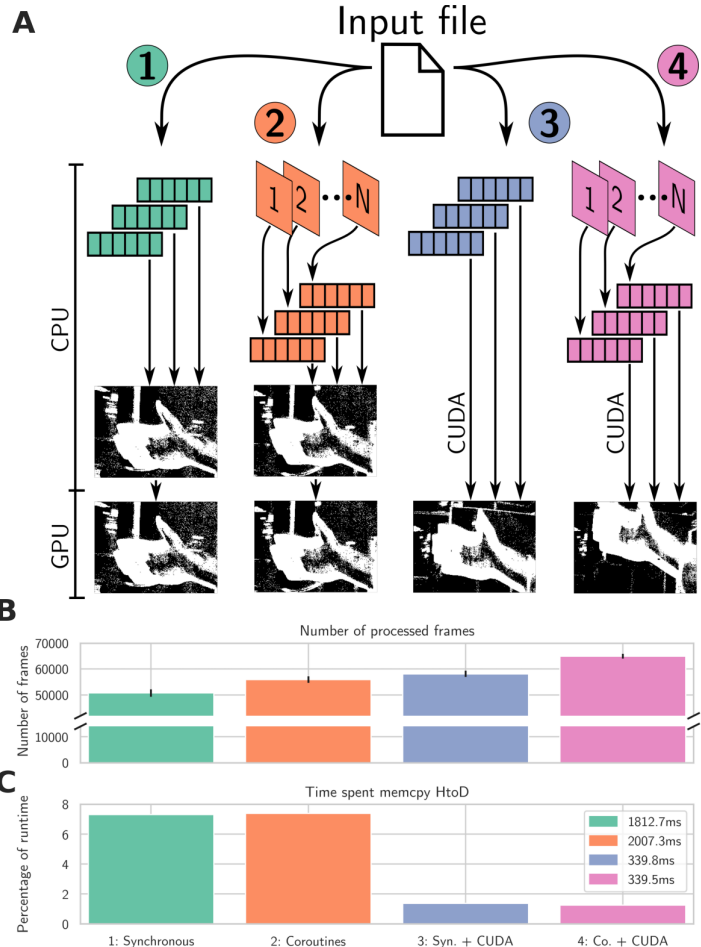 A
Input file
1
4
2
3
1 2 N
1 2 N
CPU
CUDA
CUDA
GPU
B
Number of processed frames
Number of frames
70000
60000
50000
10000
0
C
Time spent memcpy HtoD
Percentage of runtime
8
6
4
2
0
1812.7ms
2007.3ms
339.8ms
339.5ms
1: Synchronous
2: Coroutines
3: Syn. + CUDA
4: Co. + CUDA